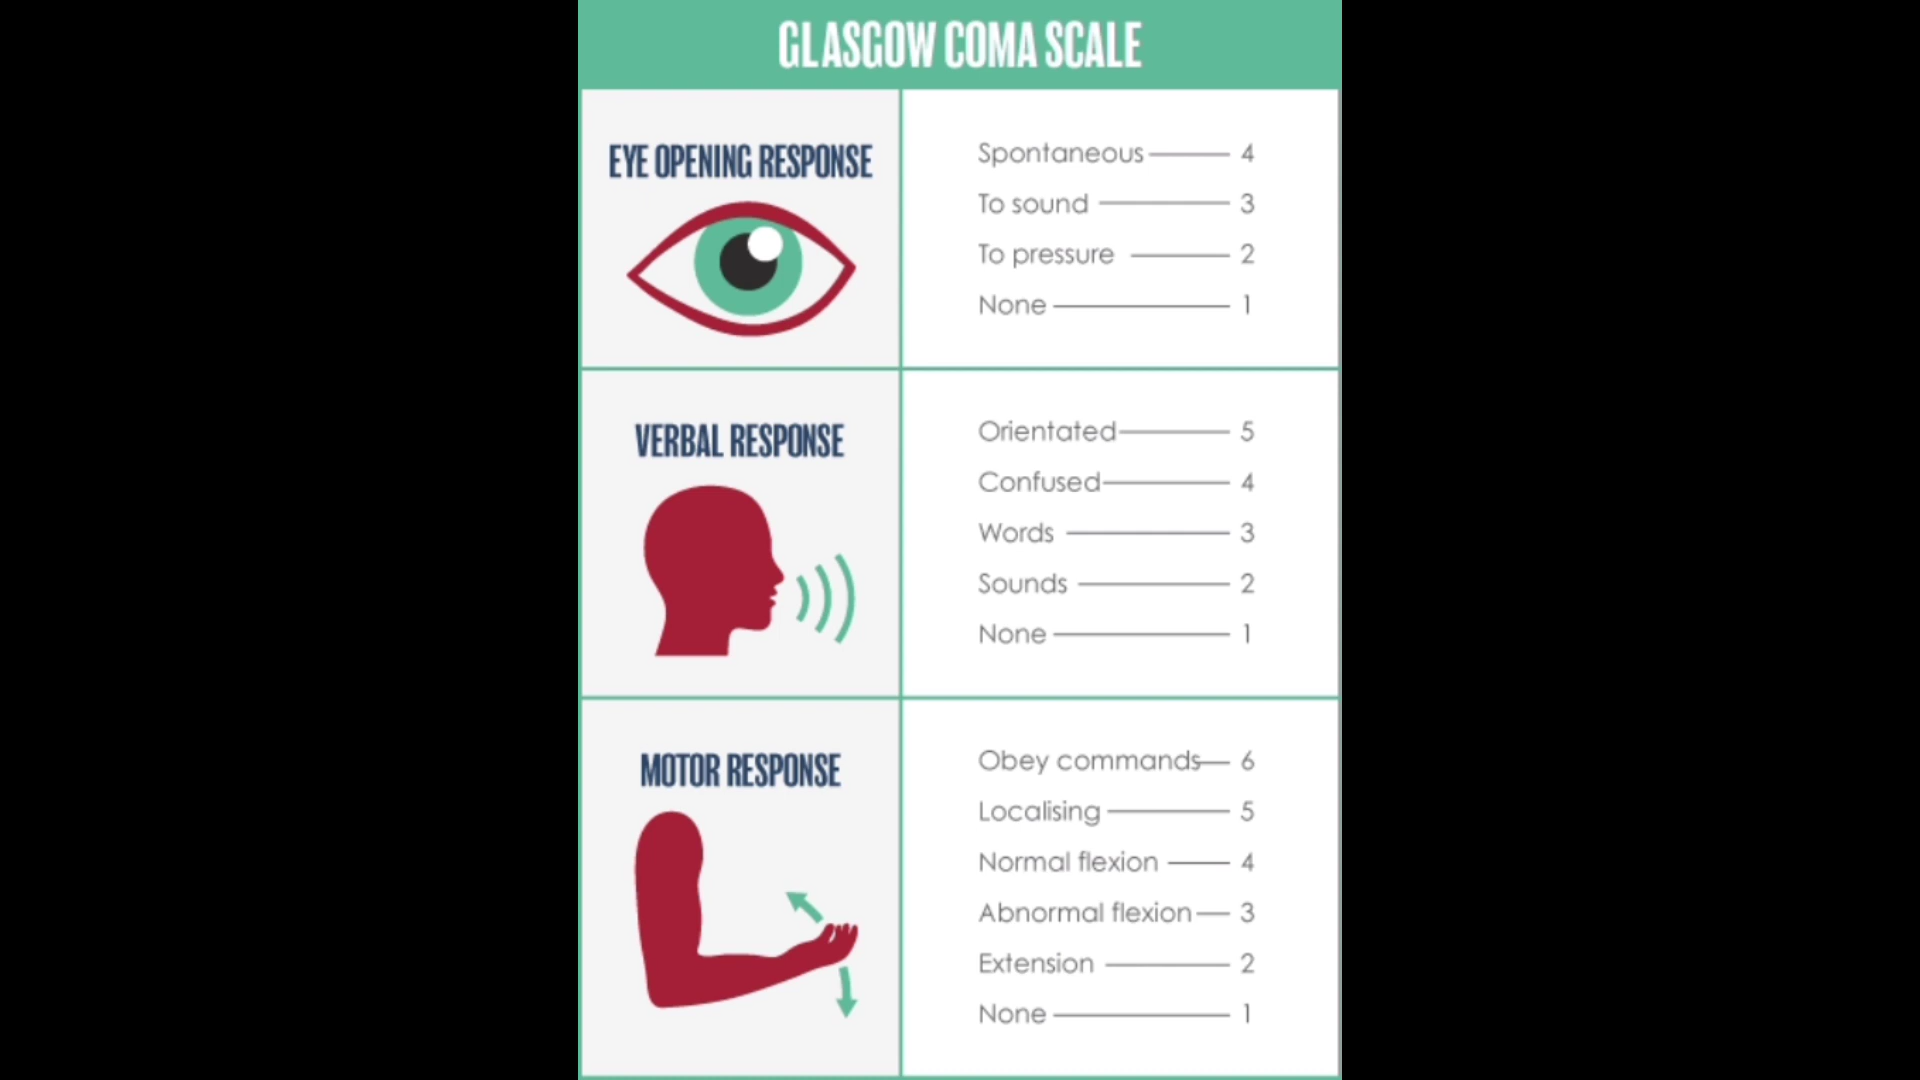 GLASGOW COMA SCALE
EYE OPENING RESPONSE
Spontaneous 4
To sound 3
To pressure 2
None 1
VERBAL RESPONSE
Orientated 5
Confused 4
Words 3
Sounds 2
None 1
MOTOR RESPONSE
Obey commands 6
Localising 5
Normal flexion 4
Abnormal flexion 3
Extension 2
None 1